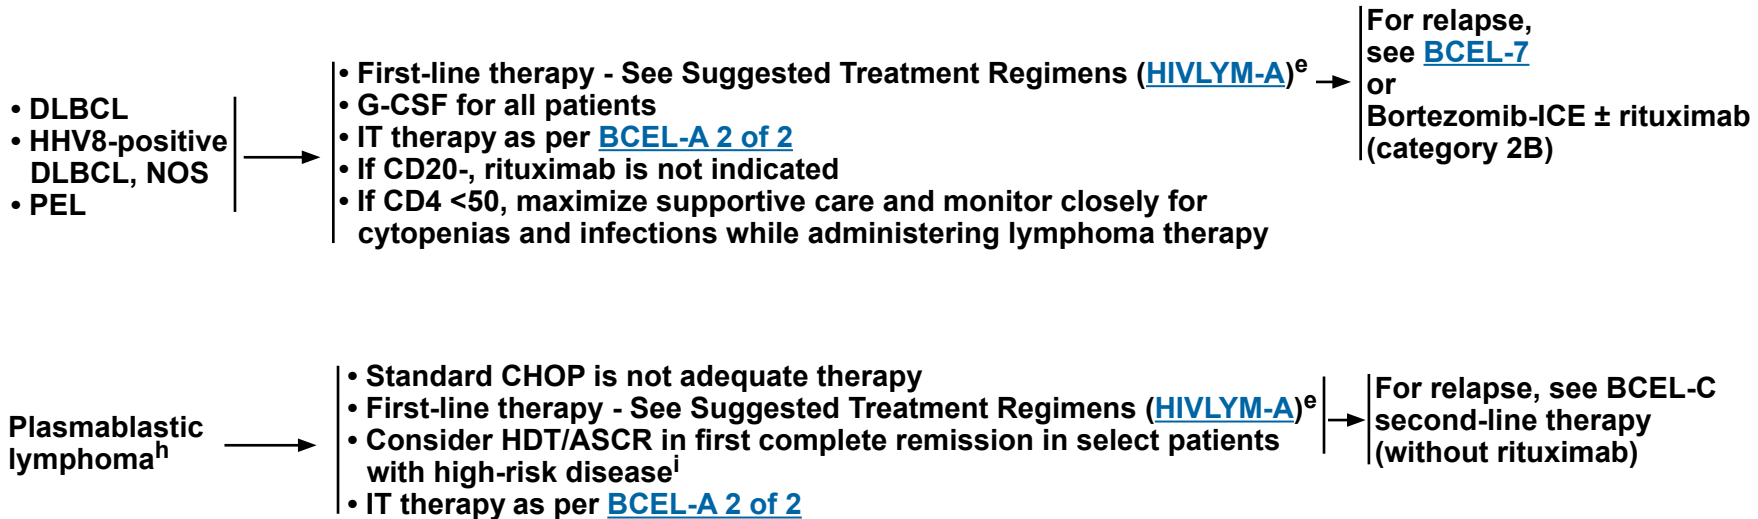 • DLBCL
• HHV8-positive
DLBCL, NOS
• PEL
• First-line therapy - See Suggested Treatment Regimens (HIVLYM-A)e
• G-CSF for all patients
• IT therapy as per BCEL-A 2 of 2
• If CD20-, rituximab is not indicated
• If CD4 <50, maximize supportive care and monitor closely for
cytopenias and infections while administering lymphoma therapy
For relapse,
see BCEL-7
or
Bortezomib-ICE ± rituximab
(category 2B)
Plasmablastic
lymphomah
• Standard CHOP is not adequate therapy
• First-line therapy - See Suggested Treatment Regimens (HIVLYM-A)e
• Consider HDT/ASCR in first complete remission in select patients
with high-risk diseasei
• IT therapy as per BCEL-A 2 of 2
For relapse, see BCEL-C
second-line therapy
(without rituximab)